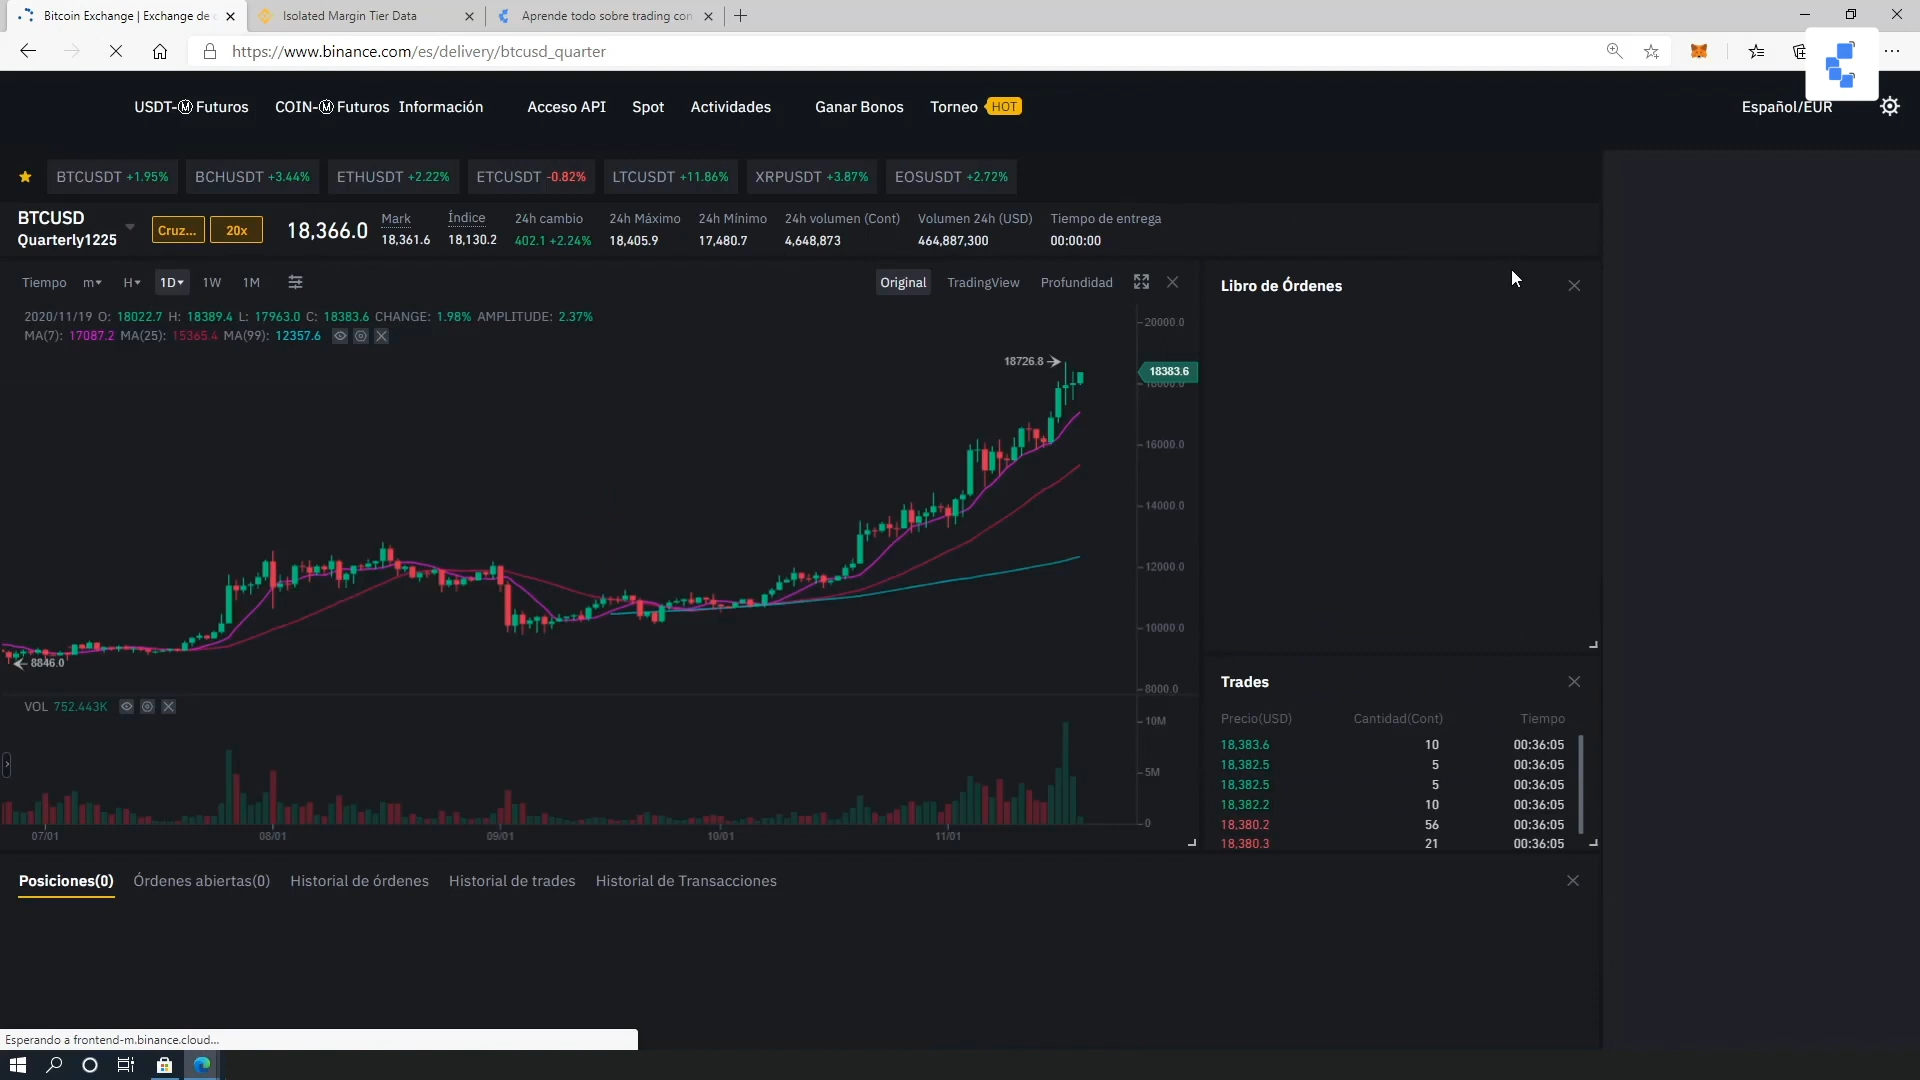 Bitcoin Exchange | Exchange de
Isolated Margin Tier Data
Aprende todo sobre trading con
https://www.binance.com/es/delivery/btcusd_quarter
USDT-Ⓜ Futuros COIN-Ⓜ Futuros Información Acceso API Spot Actividades Ganar Bonos Torneo HOT Español/EUR
BTCUSDT +1.95% BCHUSDT +3.44% ETHUSDT +2.22% ETCUSDT -0.82% LTCUSDT +11.86% XRPUSDT +3.87% EOSUSDT +2.72%
BTCUSD
Quarterly1225
Cruz... 20x
18,366.0
Mark Índice 24h cambio 24h Máximo 24h Mínimo 24h volumen (Cont) Volumen 24h (USD) Tiempo de entrega
18,361.6 18,130.2 402.1 +2.24% 18,405.9 17,480.7 4,648,873 464,887,300 00:00:00
Tiempo m H 1D 1W 1M
Original TradingView Profundidad
Libro de Órdenes
2020/11/19 O: 18022.7 H: 18389.4 L: 17963.0 C: 18383.6 CHANGE: 1.98% AMPLITUDE: 2.37%
MA(7): 17087.2 MA(25): 15365.4 MA(99): 12357.6
20000.0
18726.8
18383.6
18000.0
16000.0
14000.0
12000.0
10000.0
8846.0
8000.0
VOL 752.443K
10M
5M
0
07/01 08/01 09/01 10/01 11/01
Trades
Precio(USD) Cantidad(Cont) Tiempo
18,383.6 10 00:36:05
18,382.5 5 00:36:05
18,382.5 5 00:36:05
18,382.2 10 00:36:05
18,380.2 56 00:36:05
18,380.3 21 00:36:05
Posiciones(0) Órdenes abiertas(0) Historial de órdenes Historial de trades Historial de Transacciones
Esperando a frontend-m.binance.cloud...